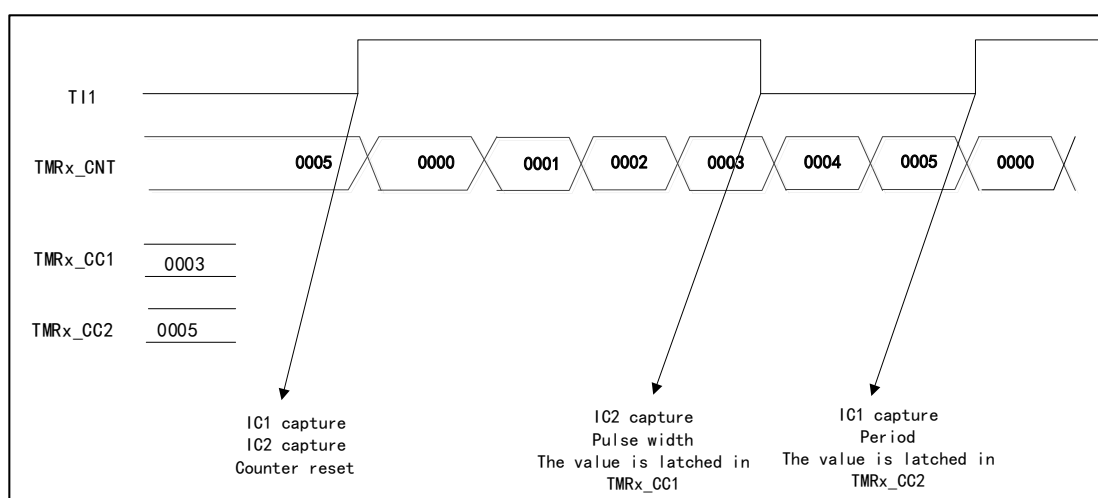 TI1
TMRx_CNT
0005 0000 0001 0002 0003 0004 0005 0000
TMRx_CC1 0003
TMRx_CC2 0005
IC1 capture
IC2 capture
Counter reset
IC2 capture
Pulse width
The value is latched in
TMRx_CC1
IC1 capture
Period
The value is latched in
TMRx_CC2